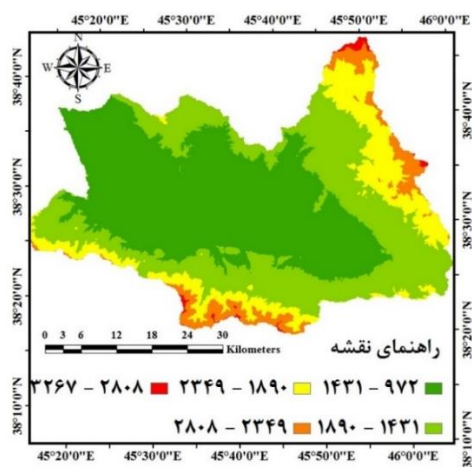 45°20'0"E 45°30'0"E 45°40'0"E 45°50'0"E 46°0'0"E
N
W E
S
38°40'0"N 38°40'0"N
38°30'0"N 38°30'0"N
38°20'0"N 38°20'0"N
38°10'0"N 38°10'0"N
راهنمای نقشه
0 3 6 12 18 24 30
Kilometers
۹۷۲ - ۱۴۳۱ ۱۸۹۰ - ۲۳۴۹ ۲۸۰۸ - ۳۲۶۷
۱۴۳۱ - ۱۸۹۰ ۲۳۴۹ - ۲۸۰۸
45°20'0"E 45°30'0"E 45°40'0"E 45°50'0"E 46°0'0"E